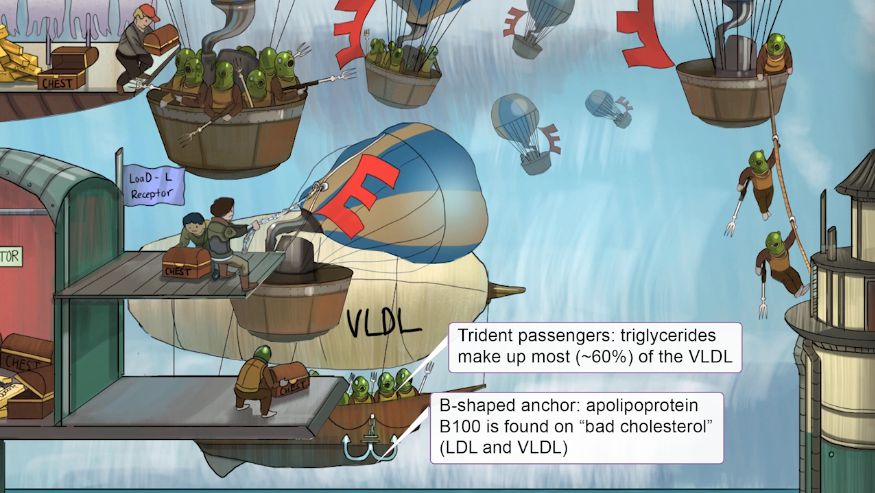 CHEST
LoaD-L
Receptor
TOR
CHEST
VLDL
Trident passengers: triglycerides
make up most (~60%) of the VLDL
CHEST
CHEST
B-shaped anchor: apolipoprotein
B100 is found on “bad cholesterol”
(LDL and VLDL)